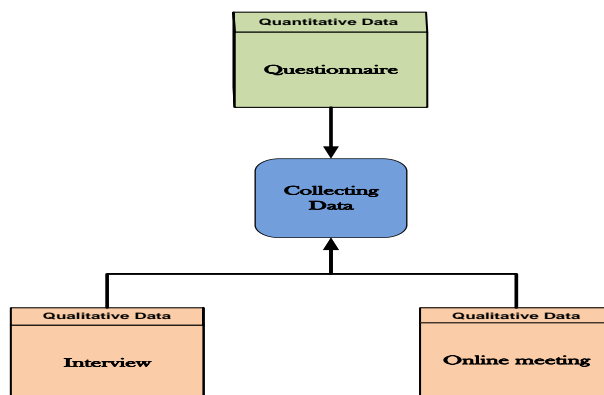 Quantitative Data
Questionnaire
Collecting
Data
Qualitative Data
Interview
Qualitative Data
Online meeting